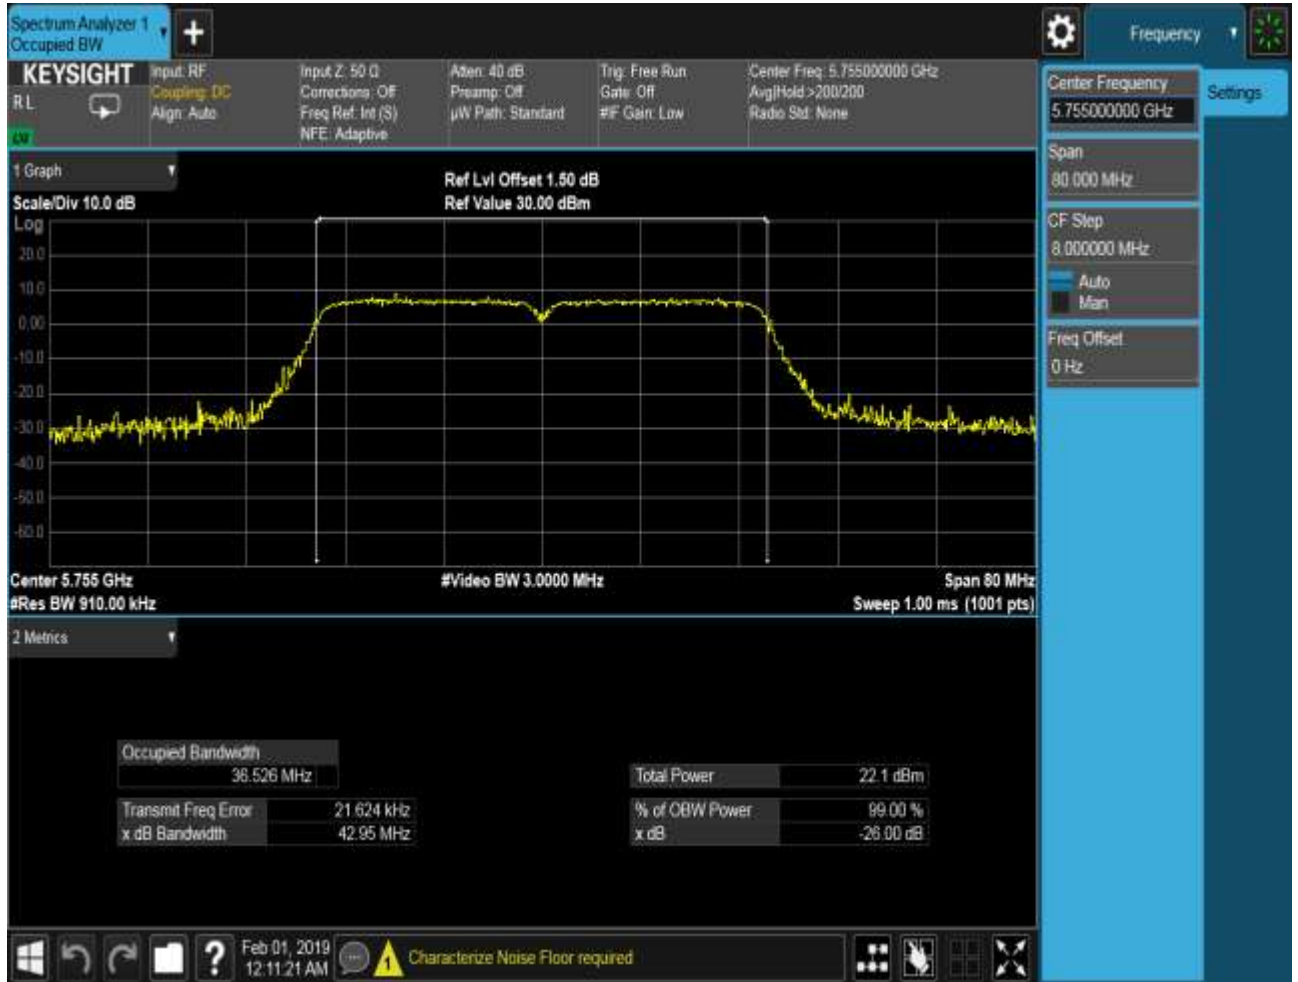 Spectrum Analyzer 1
Occupied BW
Frequency
KEYSIGHT
RL
Input: RF
Coupling: DC
Align: Auto
Input Z: 50 Ω
Corrections: Off
Freq Ref: Int (S)
NFE: Adaptive
Atten: 40 dB
Preamp: Off
µW Path: Standard
Trig: Free Run
Gate: Off
#IF Gain: Low
Center Freq: 5.755000000 GHz
Avg|Hold:>200/200
Radio Std: None
Center Frequency
5.755000000 GHz
Settings
Span
80.000 MHz
CF Step
8.000000 MHz
Auto
Man
Freq Offset
0 Hz
1 Graph
Scale/Div 10.0 dB
Ref Lvl Offset 1.50 dB
Ref Value 30.00 dBm
Log
20.0
10.0
0.00
-10.0
-20.0
-30.0
-40.0
-50.0
-60.0
Center 5.755 GHz
#Video BW 3.0000 MHz
Span 80 MHz
#Res BW 910.00 kHz
Sweep 1.00 ms (1001 pts)
2 Metrics
Occupied Bandwidth
36.526 MHz
Total Power 22.1 dBm
Transmit Freq Error 21.624 kHz
% of OBW Power 99.00 %
x dB Bandwidth 42.95 MHz
x dB -26.00 dB
Feb 01, 2019
12:11:21 AM
1
Characterize Noise Floor required